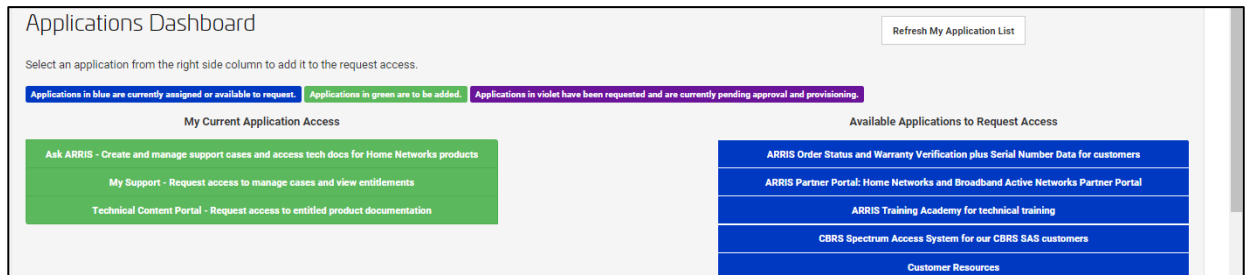 Applications Dashboard
Refresh My Application List
Select an application from the right side column to add it to the request access.
Applications in blue are currently assigned or available to request. Applications in green are to be added. Applications in violet have been requested and are currently pending approval and provisioning.
My Current Application Access
Ask ARRIS - Create and manage support cases and access tech docs for Home Networks products
My Support - Request access to manage cases and view entitlements
Technical Content Portal - Request access to entitled product documentation
Available Applications to Request Access
ARRIS Order Status and Warranty Verification plus Serial Number Data for customers
ARRIS Partner Portal: Home Networks and Broadband Active Networks Partner Portal
ARRIS Training Academy for technical training
CBRS Spectrum Access System for our CBRS SAS customers
Customer Resources